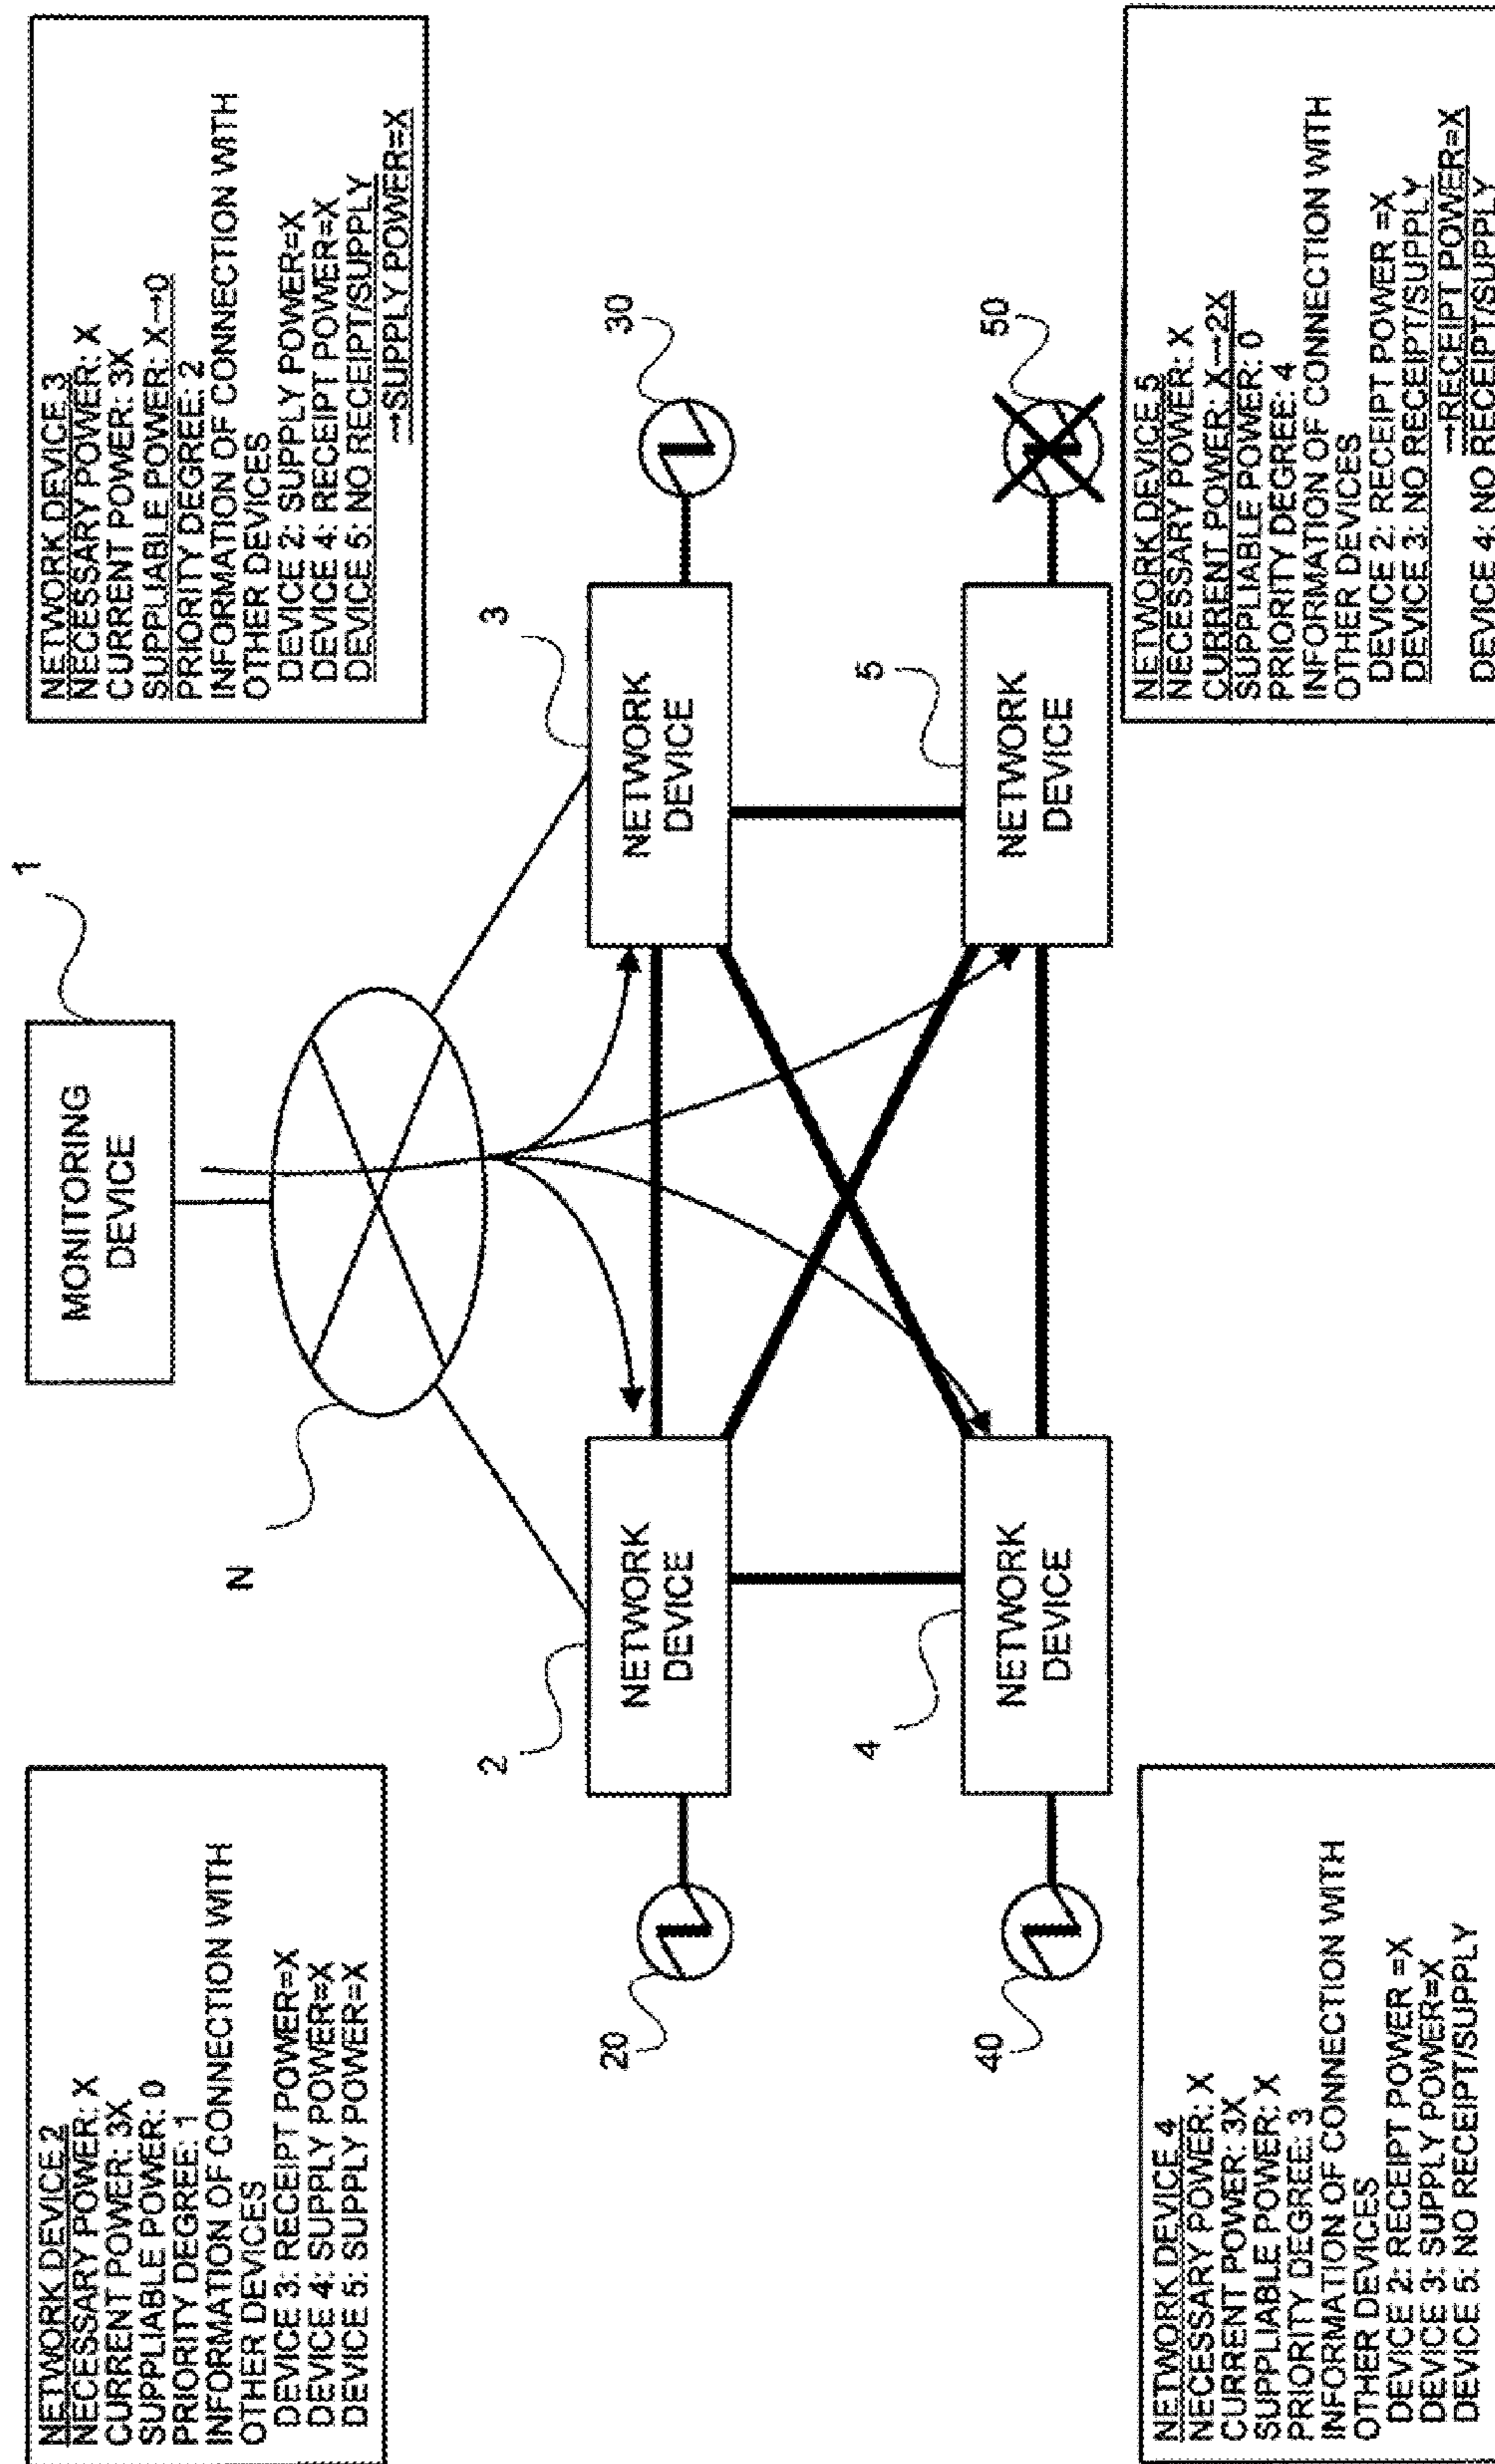 NETWORK DEVICE 2
NECESSARY POWER: X
CURRENT POWER: 3X
SUPPLIABLE POWER: 0
PRIORITY DEGREE: 1
INFORMATION OF CONNECTION WITH
OTHER DEVICES
DEVICE 3: RECEIPT POWER=X
DEVICE 4: SUPPLY POWER=X
DEVICE 5: SUPPLY POWER=X
MONITORING
DEVICE
1
N
NETWORK DEVICE 3
NECESSARY POWER: X
CURRENT POWER: 3X
SUPPLIABLE POWER: X→0
PRIORITY DEGREE: 2
INFORMATION OF CONNECTION WITH
OTHER DEVICES
DEVICE 2: SUPPLY POWER=X
DEVICE 4: RECEIPT POWER=X
DEVICE 5: NO RECEIPT/SUPPLY
→SUPPLY POWER=X
20
2
NETWORK
DEVICE
3
NETWORK
DEVICE
30
40
4
NETWORK
DEVICE
5
NETWORK
DEVICE
50
NETWORK DEVICE 4
NECESSARY POWER: X
CURRENT POWER: 3X
SUPPLIABLE POWER: X
PRIORITY DEGREE: 3
INFORMATION OF CONNECTION WITH
OTHER DEVICES
DEVICE 2: RECEIPT POWER =X
DEVICE 3: SUPPLY POWER=X
DEVICE 5: NO RECEIPT/SUPPLY
NETWORK DEVICE 5
NECESSARY POWER: X
CURRENT POWER: X→2X
SUPPLIABLE POWER: 0
PRIORITY DEGREE: 4
INFORMATION OF CONNECTION WITH
OTHER DEVICES
DEVICE 2: RECEIPT POWER =X
DEVICE 3: NO RECEIPT/SUPPLY
→RECEIPT POWER=X
DEVICE 4: NO RECEIPT/SUPPLY